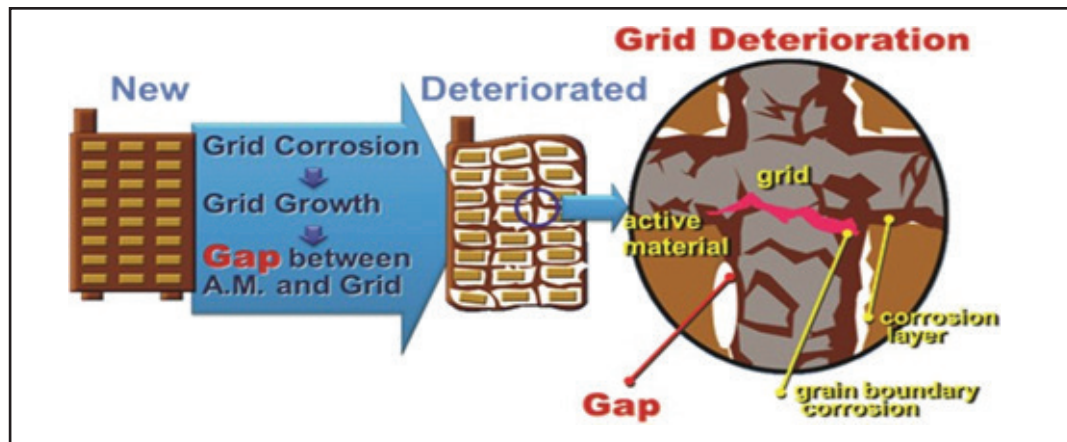 Grid Deterioration
New
Deteriorated
Grid Corrosion
Grid Growth
Gap between
A.M. and Grid
grid
active
material
corrosion
layer
grain boundary
corrosion
Gap